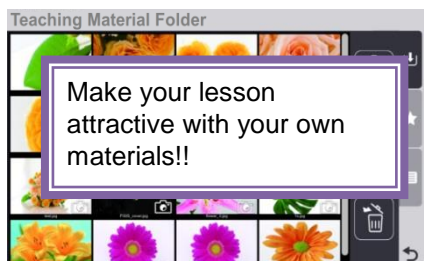 Teaching Material Folder
Make your lesson
attractive with your own
materials!!